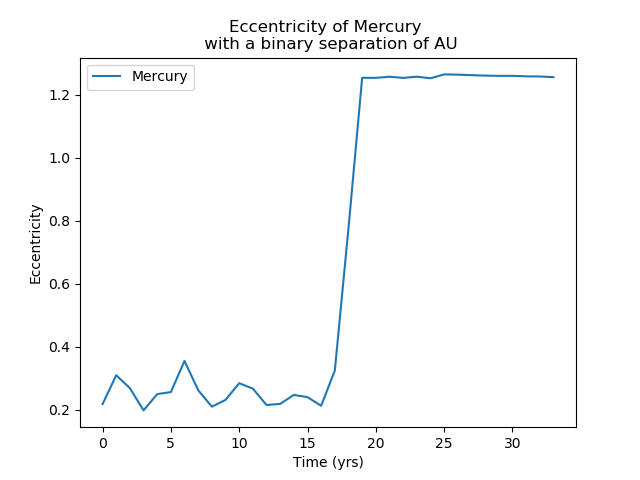 Eccentricity of Mercury
with a binary separation of AU
Mercury
1.2
1.0
0.8
0.6
0.4
0.2
Eccentricity
0 5 10 15 20 25 30
Time (yrs)